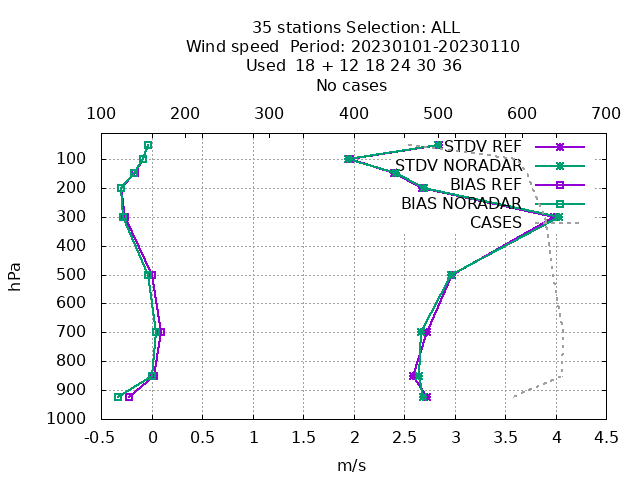 35 stations Selection: ALL
Wind speed  Period: 20230101-20230110
Used  18 + 12 18 24 30 36
No cases
100 200 300 400 500 600 700
STDV REF
STDV NORADAR
BIAS REF
BIAS NORADAR
CASES
100
200
300
400
500
600
700
800
900
1000
hPa
-0.5 0 0.5 1 1.5 2 2.5 3 3.5 4 4.5
m/s